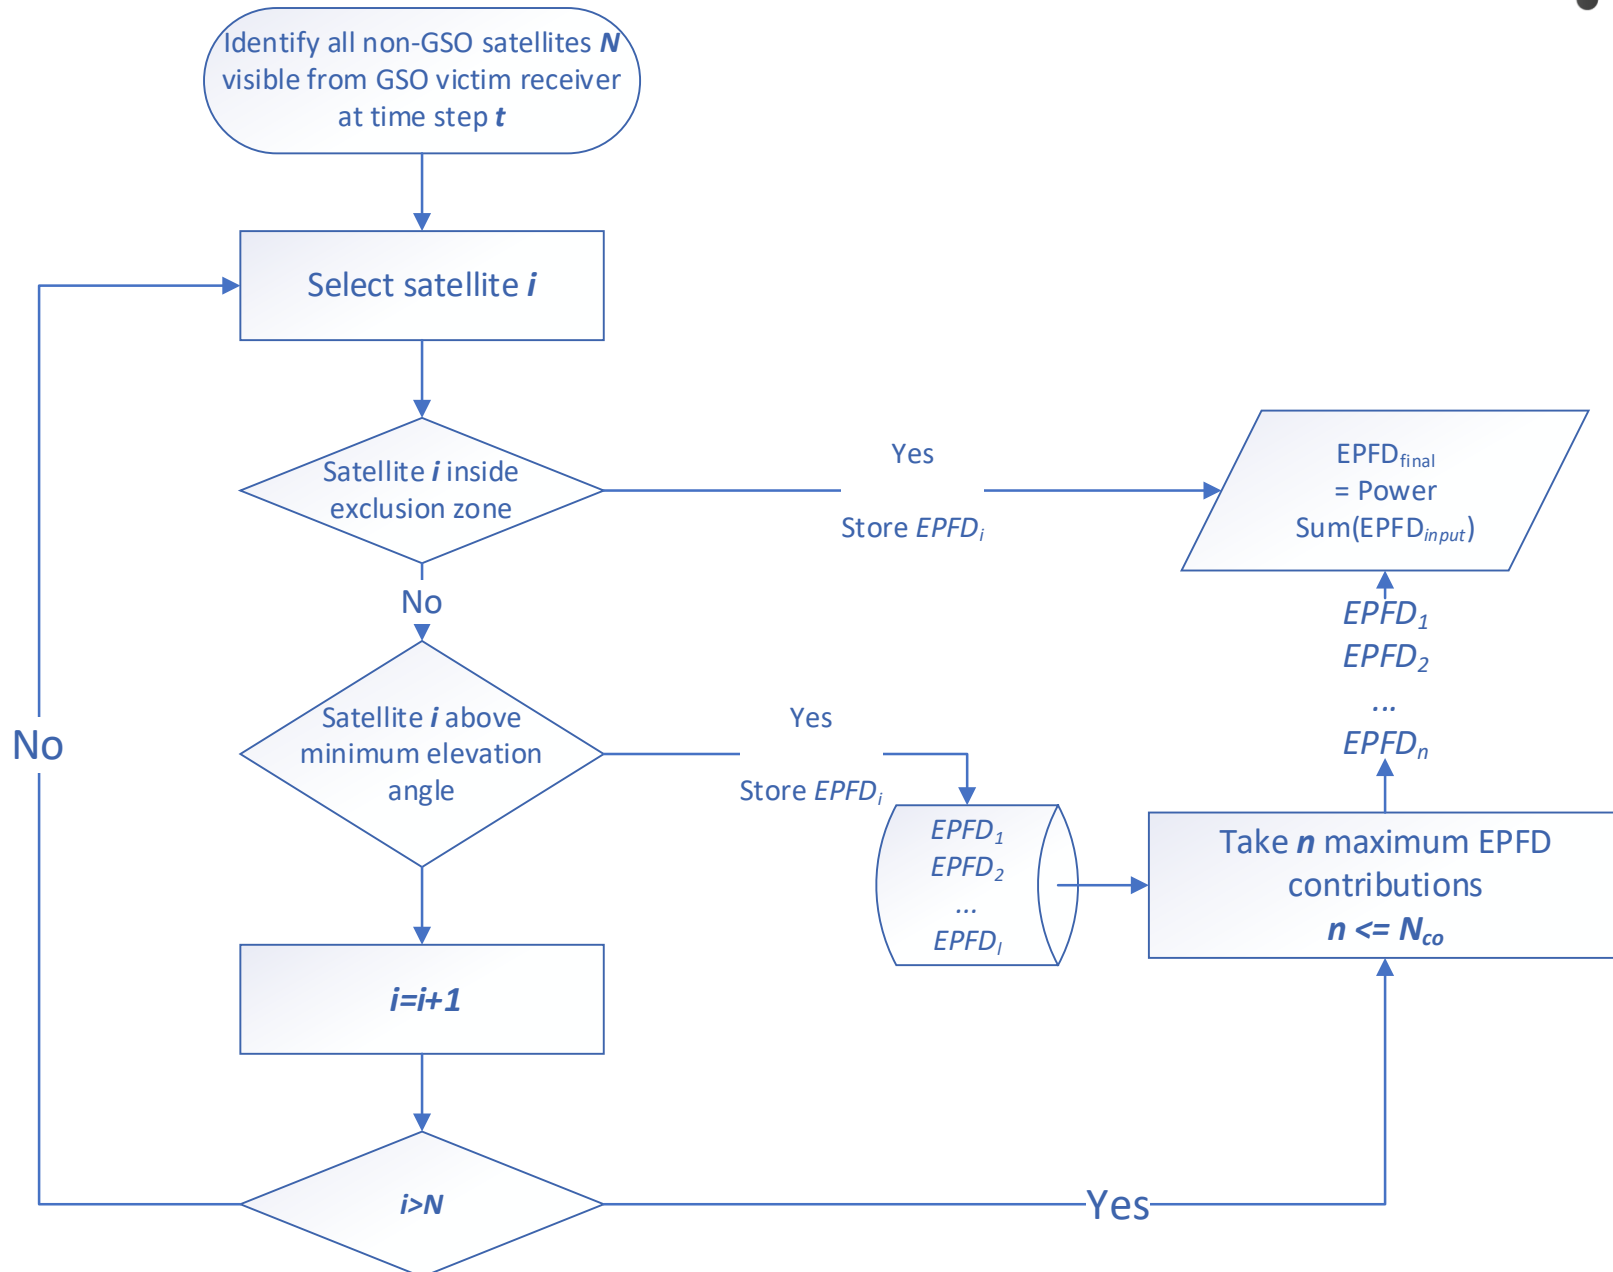 Identify all non-GSO satellites N
visible from GSO victim receiver
at time step t
Select satellite i
Satellite i inside
exclusion zone
Yes
Store EPFDi
EPFDfinal
= Power
Sum(EPFDinput)
No
Satellite i above
minimum elevation
angle
Yes
Store EPFDi
EPFD1
EPFD2
...
EPFDl
Take n maximum EPFD
contributions
n <= Nco
EPFD1
EPFD2
...
EPFDn
i=i+1
i>N
Yes
No